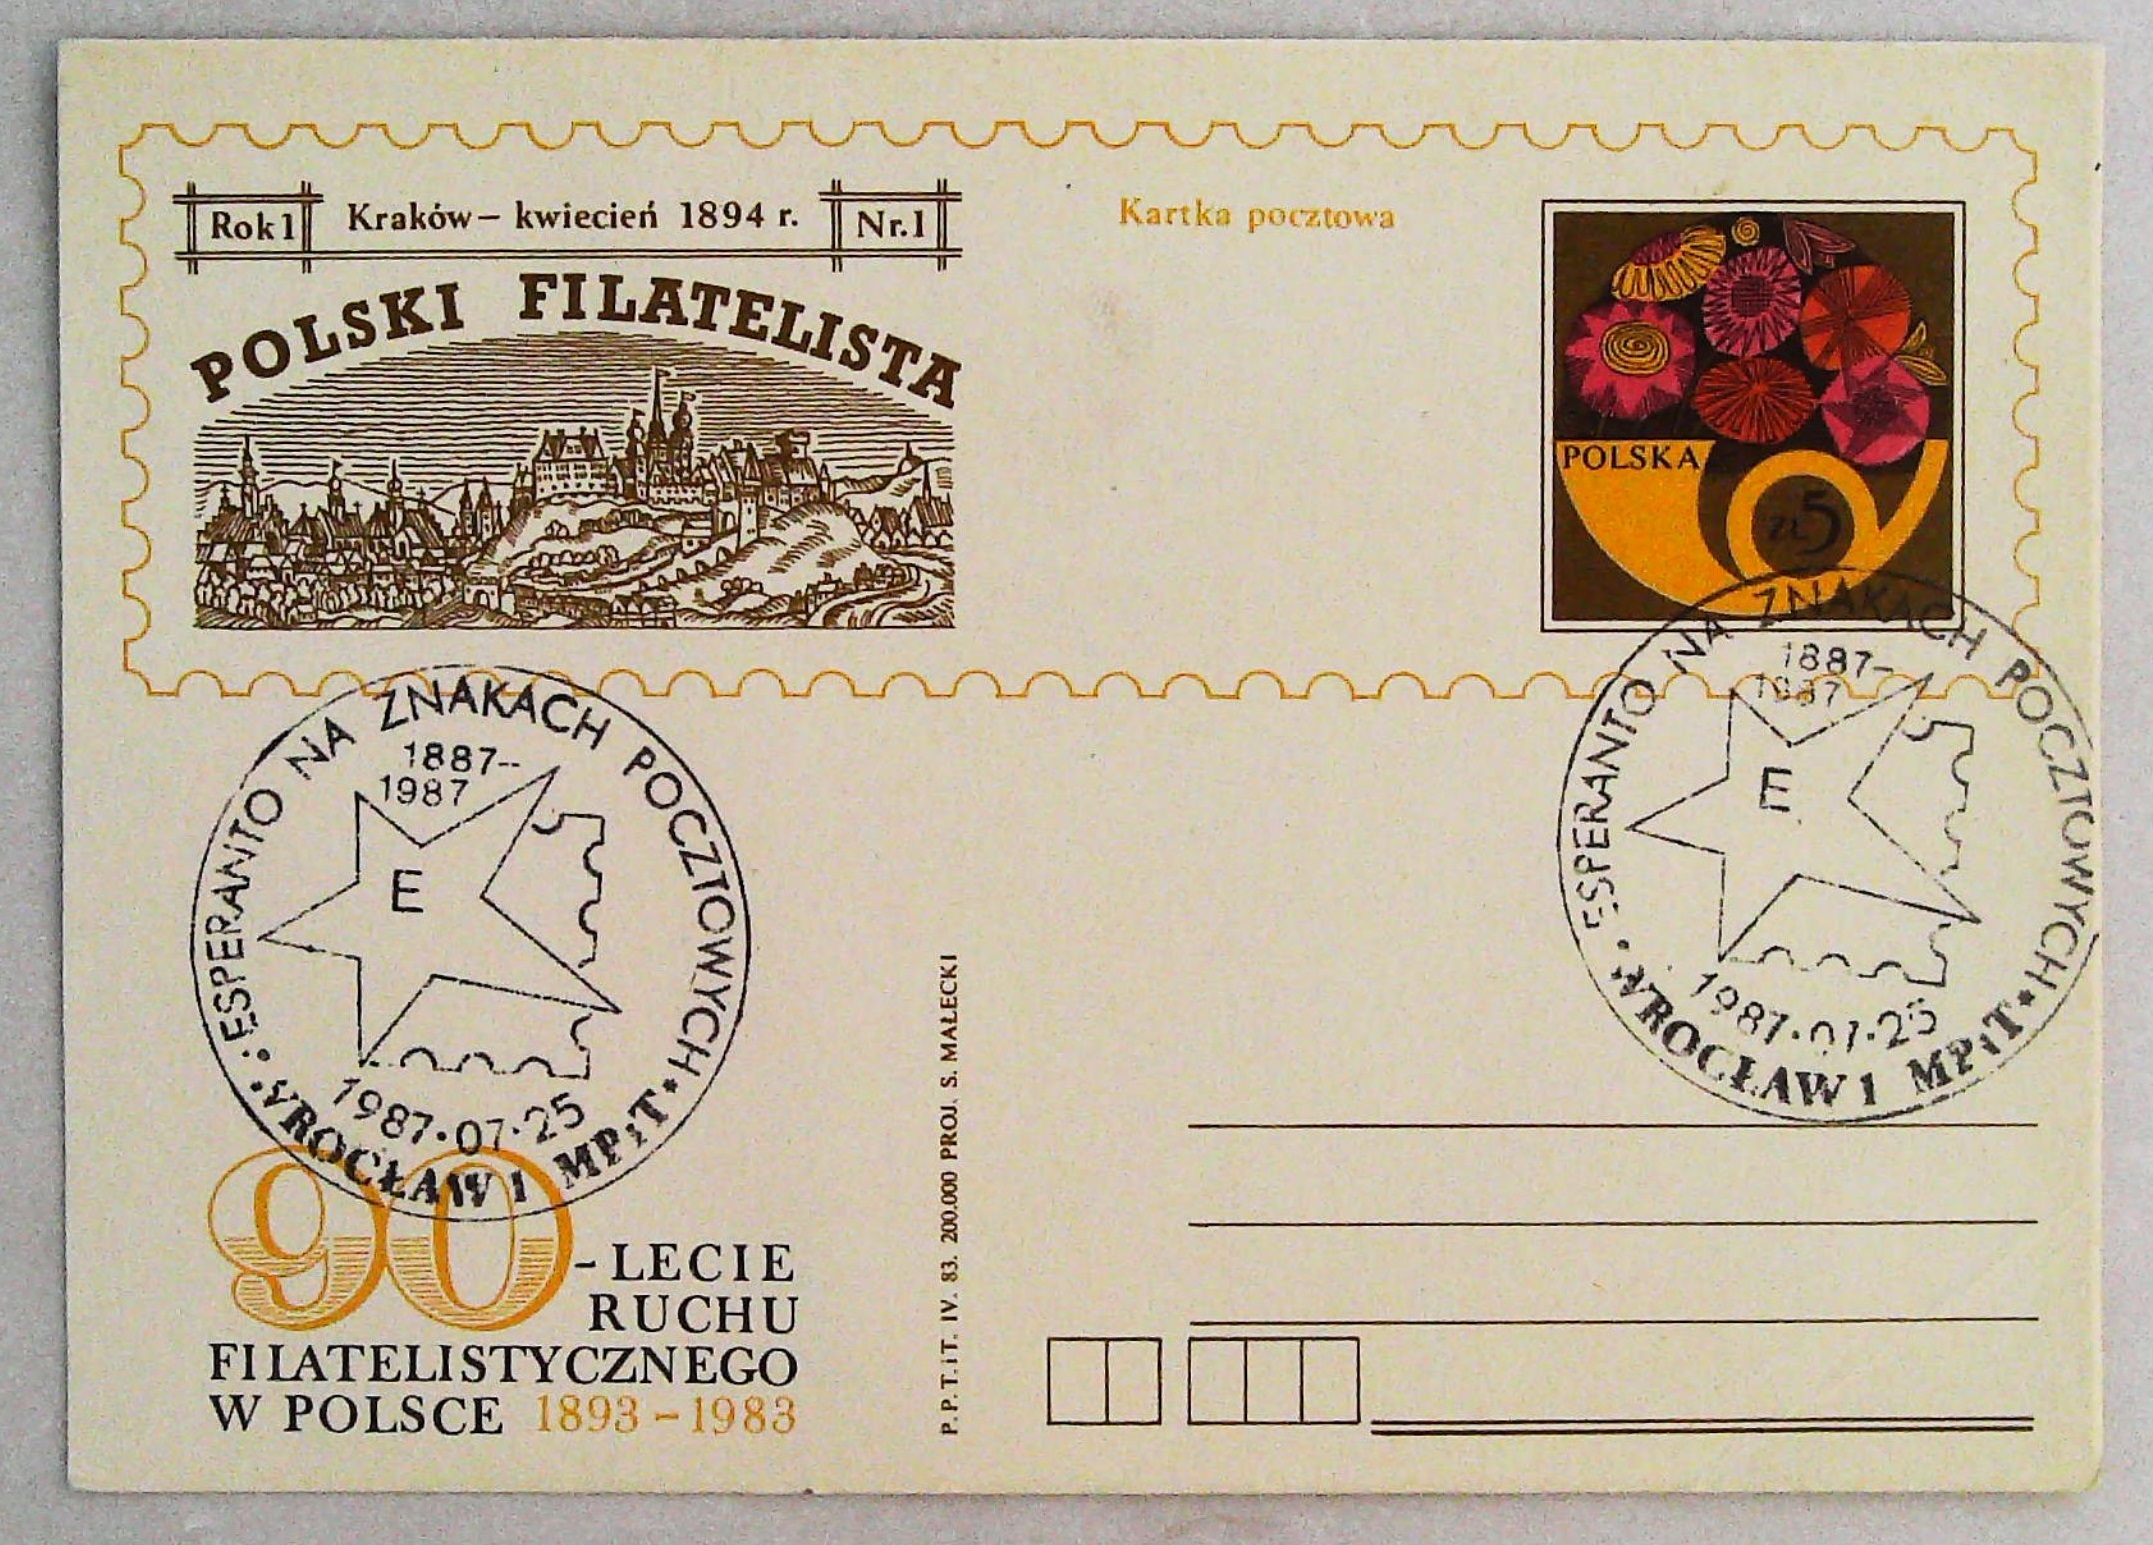 Rok 1 Kraków – kwiecień 1894 r. Nr. 1
POLSKI FILATELISTA
Kartka pocztowa
POLSKA
zł 5
ESPERANTO NA ZNAKACH POCZTOWYCH
1887-
1987
E
1987.07.25
WROCŁAW 1 MPiT
ESPERANTO NA ZNAKACH POCZTOWYCH
1887-
1987
E
1987.07.25
WROCŁAW 1 MPiT
90-LECIE
RUCHU
FILATELISTYCZNEGO
W POLSCE 1893 – 1983
P.P.T.iT. IV. 83. 200.000 PROJ. S. MAŁECKI